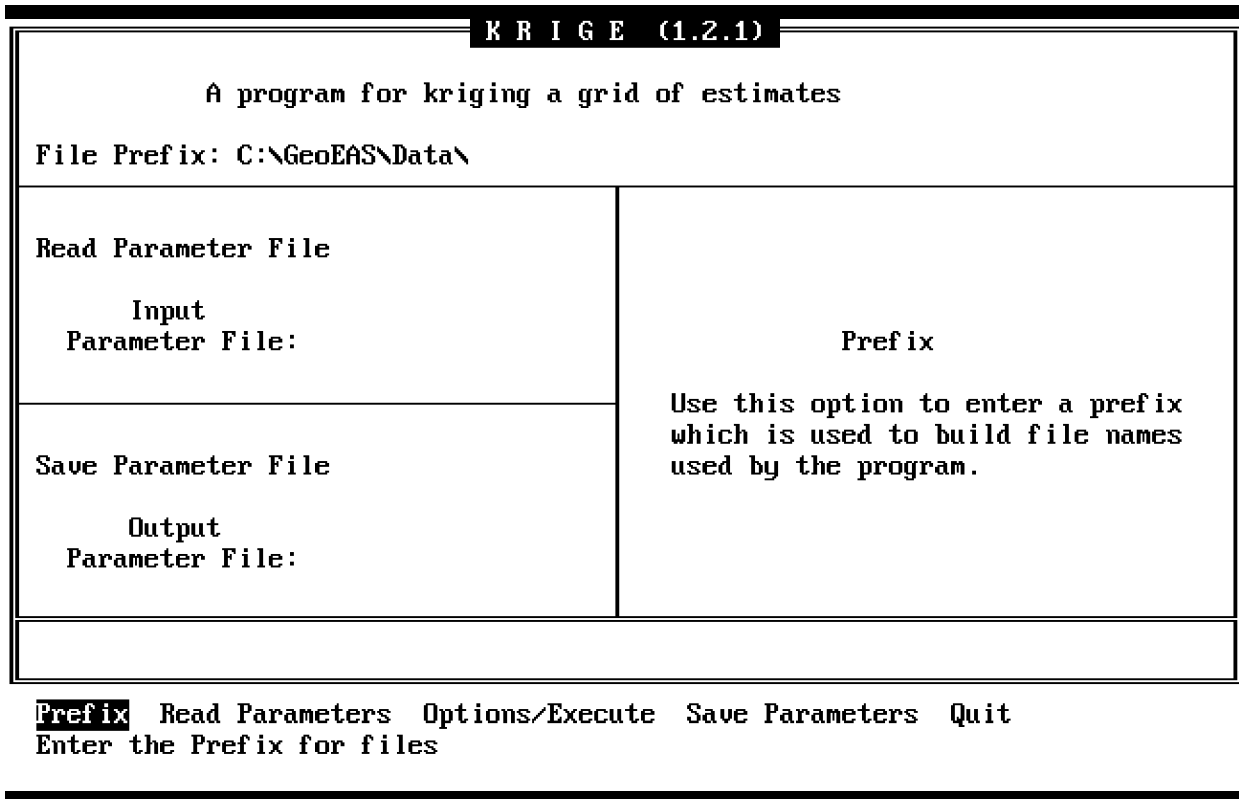 K R I G E (1.2.1)
A program for kriging a grid of estimates
File Prefix: C:\GeoEAS\Data\
Read Parameter File
Input
Parameter File:
Save Parameter File
Output
Parameter File:
Prefix
Use this option to enter a prefix
which is used to build file names
used by the program.
Prefix Read Parameters Options/Execute Save Parameters Quit
Enter the Prefix for files